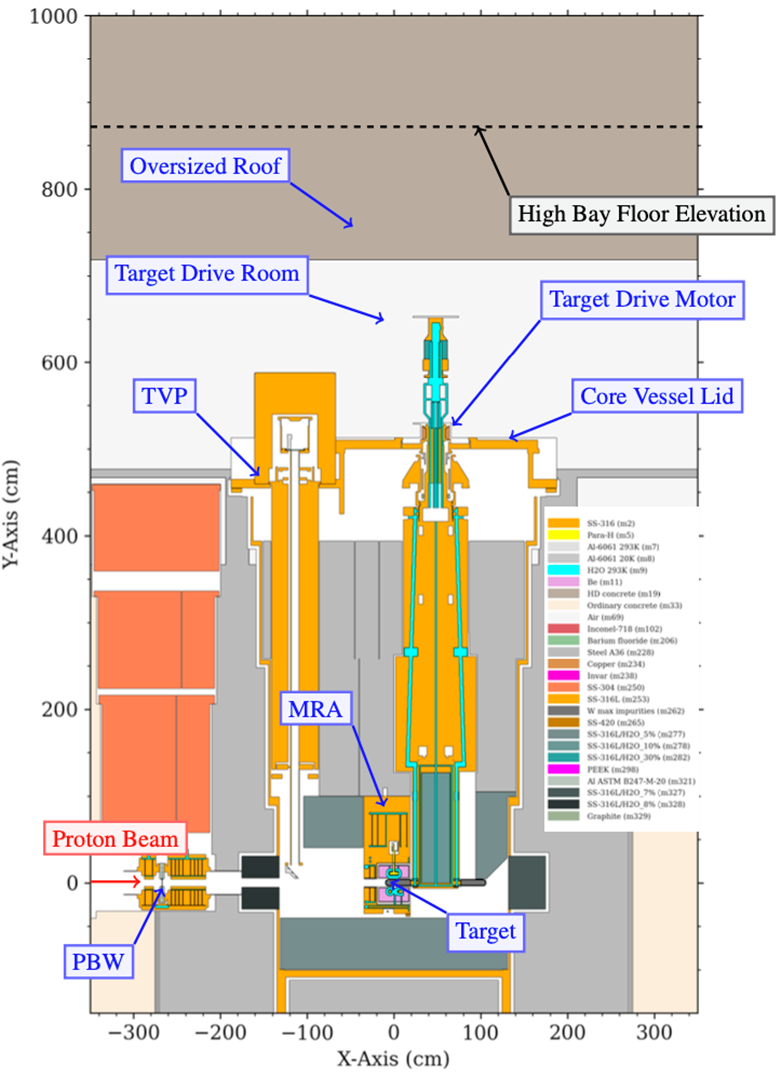 1000
800
600
400
200
0
Y-Axis (cm)
Oversized Roof
High Bay Floor Elevation
Target Drive Room
Target Drive Motor
TVP
Core Vessel Lid
MRA
Proton Beam
PBW
Target
SS-316 (m2)
Para-H (m5)
Al-6061 293K (m7)
Al-6061 20K (m8)
H2O 293K (m9)
Be (m11)
HD concrete (m19)
Ordinary concrete (m33)
Air (m69)
Inconel-718 (m102)
Barium fluoride (m206)
Steel A36 (m228)
Copper (m234)
Invar (m238)
SS-304 (m250)
SS-316L (m253)
W max impurities (m262)
SS-420 (m265)
SS-316L/H2O_5% (m277)
SS-316L/H2O_10% (m278)
SS-316L/H2O_30% (m282)
PEEK (m298)
Al ASTM B247-M-20 (m321)
SS-316L/H2O_7% (m327)
SS-316L/H2O_8% (m328)
Graphite (m329)
−300 −200 −100 0 100 200 300
X-Axis (cm)